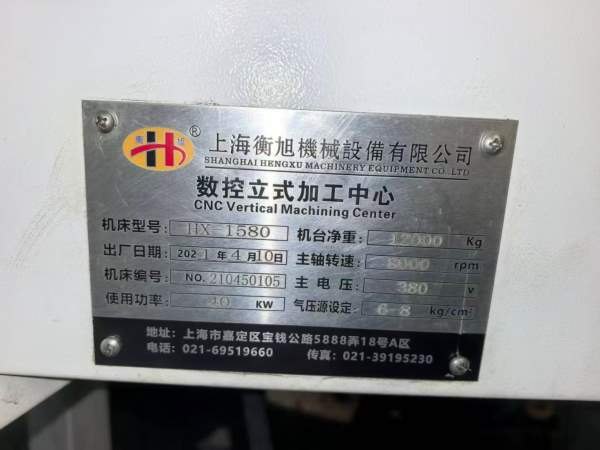 H ®
上海衡旭機械設備有限公司
SHANGHAI HENGXU MACHINERY EQUIPMENT CO.,LTD
数控立式加工中心
CNC Vertical Machining Center
机床型号: HX-1580 机台净重: 12000 Kg
出厂日期: 2021年4月10日 主轴转速: 8000 rpm
机床编号: NO.210450105 主电压: 380 v
使用功率: 40 KW 气压源设定: 6-8 kg/cm²
地址: 上海市嘉定区宝钱公路5888弄18号A区
电话: 021-69519660 传真: 021-39195230